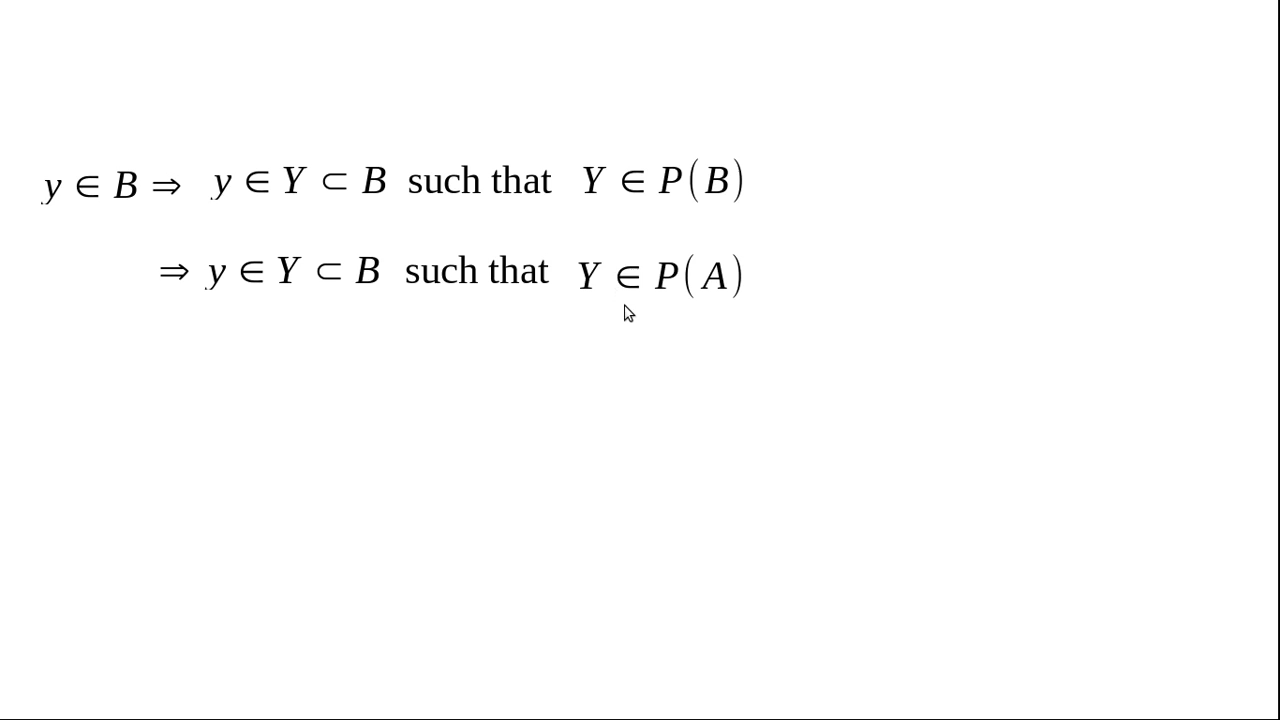 y ∈ B ⇒ y ∈ Y ⊂ B such that Y ∈ P(B)
⇒ y ∈ Y ⊂ B such that Y ∈ P(A)